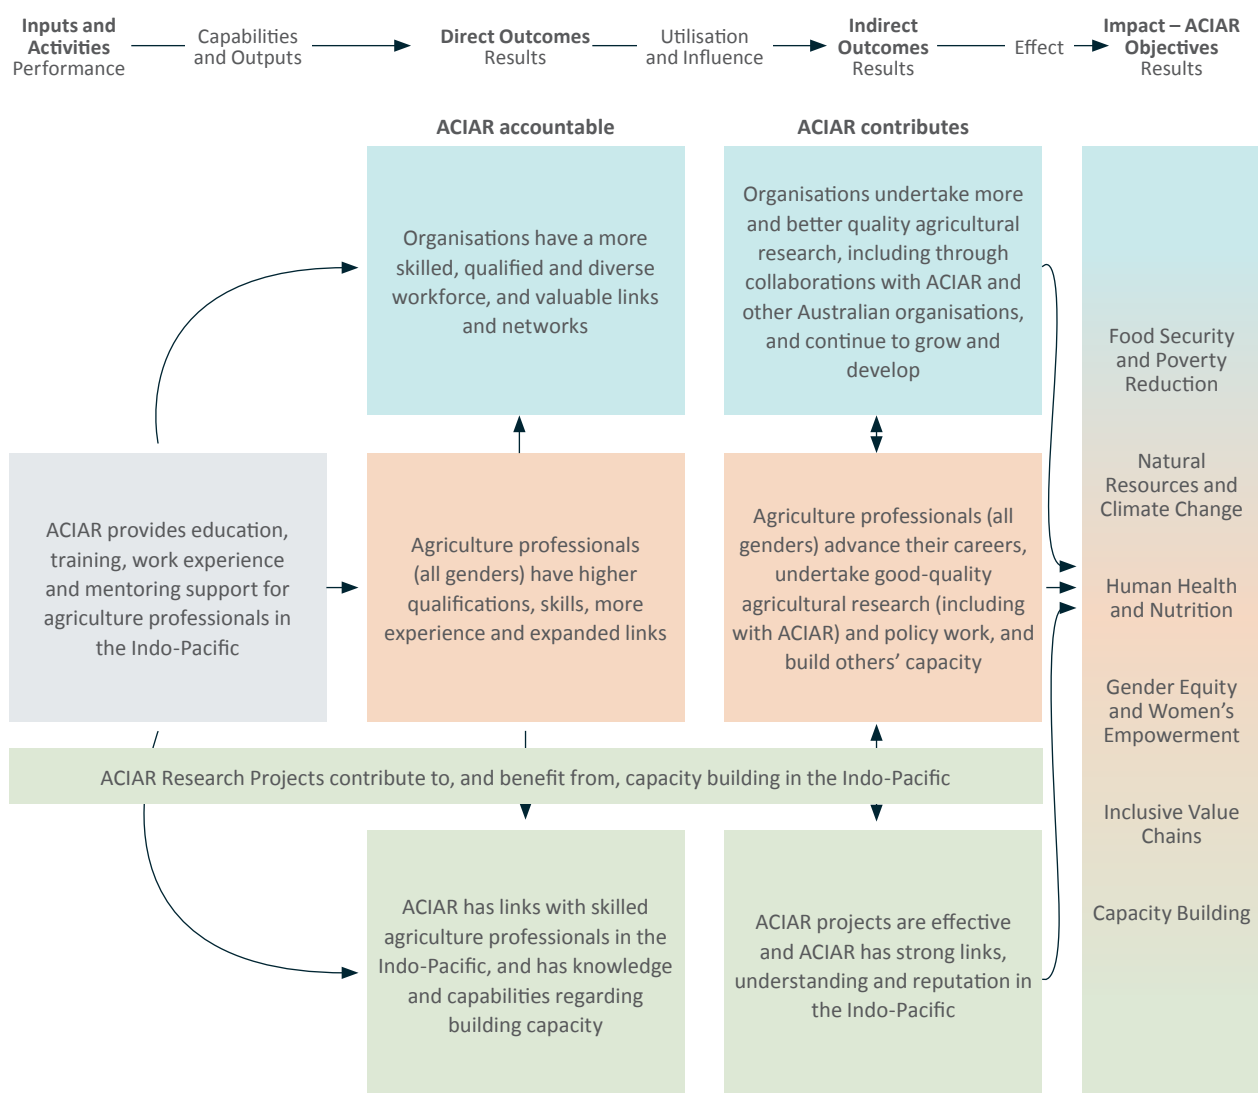 Inputs and
Activities
Performance
Capabilities
and Outputs
Direct Outcomes
Results
Utilisation
and Influence
Indirect
Outcomes
Results
Effect
Impact – ACIAR
Objectives
Results
ACIAR accountable
ACIAR contributes
Organisations have a more
skilled, qualified and diverse
workforce, and valuable links
and networks
Organisations undertake more
and better quality agricultural
research, including through
collaborations with ACIAR and
other Australian organisations,
and continue to grow and
develop
ACIAR provides education,
training, work experience
and mentoring support for
agriculture professionals in
the Indo-Pacific
Agriculture professionals
(all genders) have higher
qualifications, skills, more
experience and expanded links
Agriculture professionals (all
genders) advance their careers,
undertake good-quality
agricultural research (including
with ACIAR) and policy work, and
build others’ capacity
ACIAR Research Projects contribute to, and benefit from, capacity building in the Indo-Pacific
ACIAR has links with skilled
agriculture professionals in the
Indo-Pacific, and has knowledge
and capabilities regarding
building capacity
ACIAR projects are effective
and ACIAR has strong links,
understanding and reputation in
the Indo-Pacific
Food Security
and Poverty
Reduction
Natural
Resources and
Climate Change
Human Health
and Nutrition
Gender Equity
and Women’s
Empowerment
Inclusive Value
Chains
Capacity Building